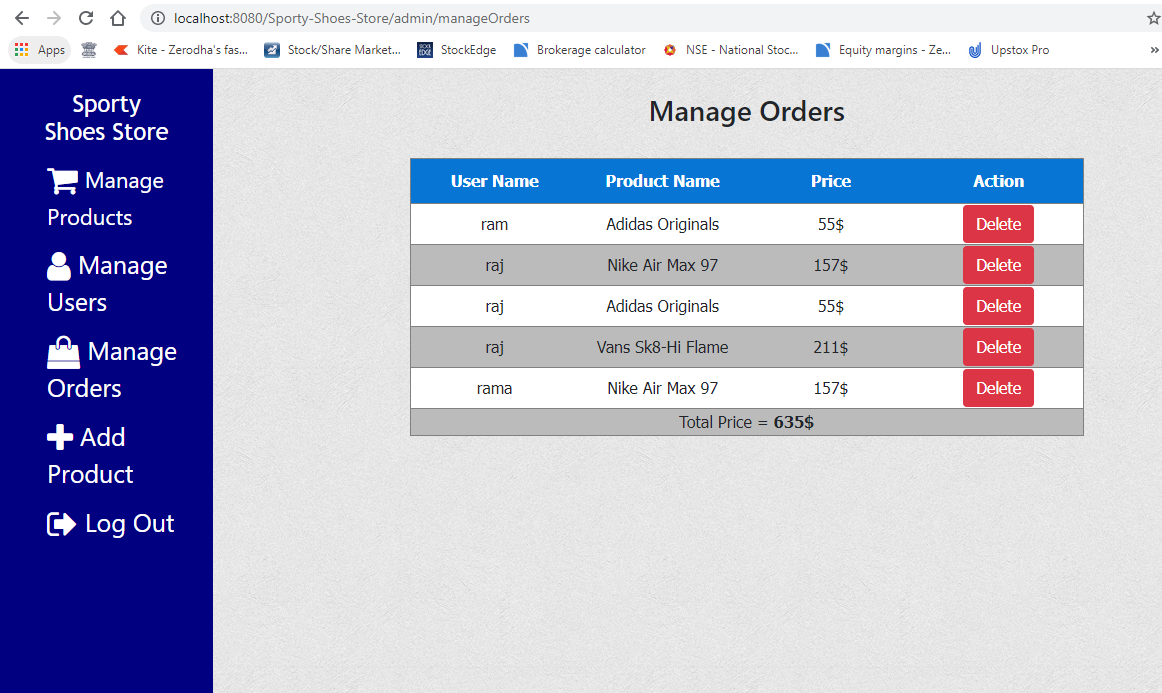 localhost:8080/Sporty-Shoes-Store/admin/manageOrders
Apps Kite - Zerodha's fas... Stock/Share Market... STOCK EDGE StockEdge Brokerage calculator NSE - National Stoc... Equity margins - Ze... Upstox Pro »
Sporty
Shoes Store
Manage
Products
Manage
Users
Manage
Orders
Add
Product
Log Out
Manage Orders
User Name Product Name Price Action
ram Adidas Originals 55$ Delete
raj Nike Air Max 97 157$ Delete
raj Adidas Originals 55$ Delete
raj Vans Sk8-Hi Flame 211$ Delete
rama Nike Air Max 97 157$ Delete
Total Price = 635$